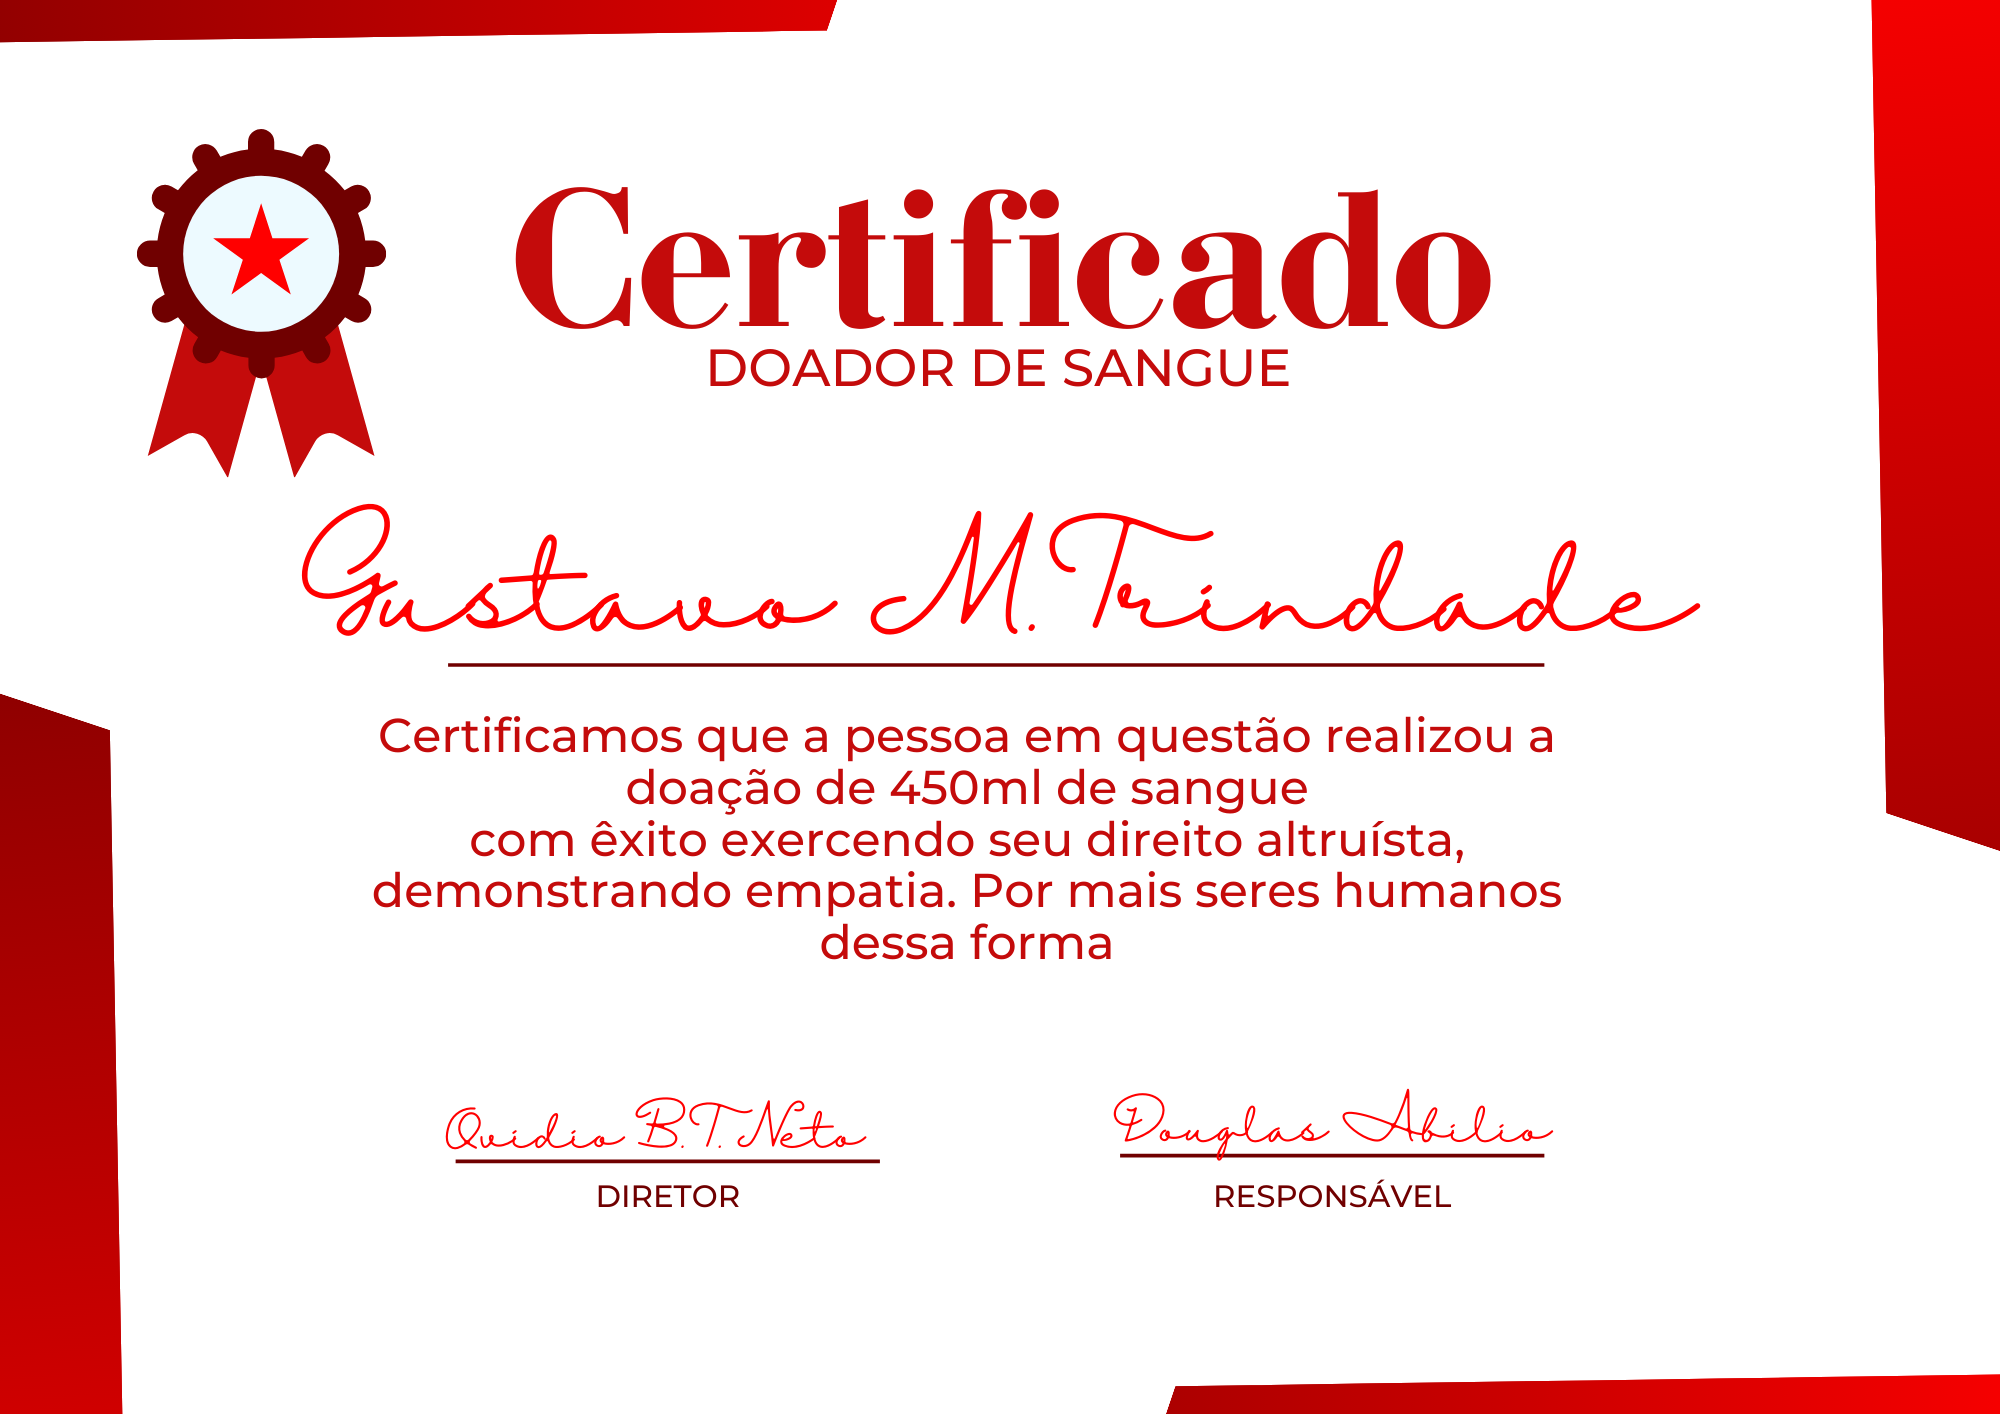 Certificado
DOADOR DE SANGUE
Gustavo M. Trindade
Certificamos que a pessoa em questão realizou a
doação de 450ml de sangue
com êxito exercendo seu direito altruísta,
demonstrando empatia. Por mais seres humanos
dessa forma
Ovidio B.T. Neto
Douglas Abilio
DIRETOR
RESPONSÁVEL